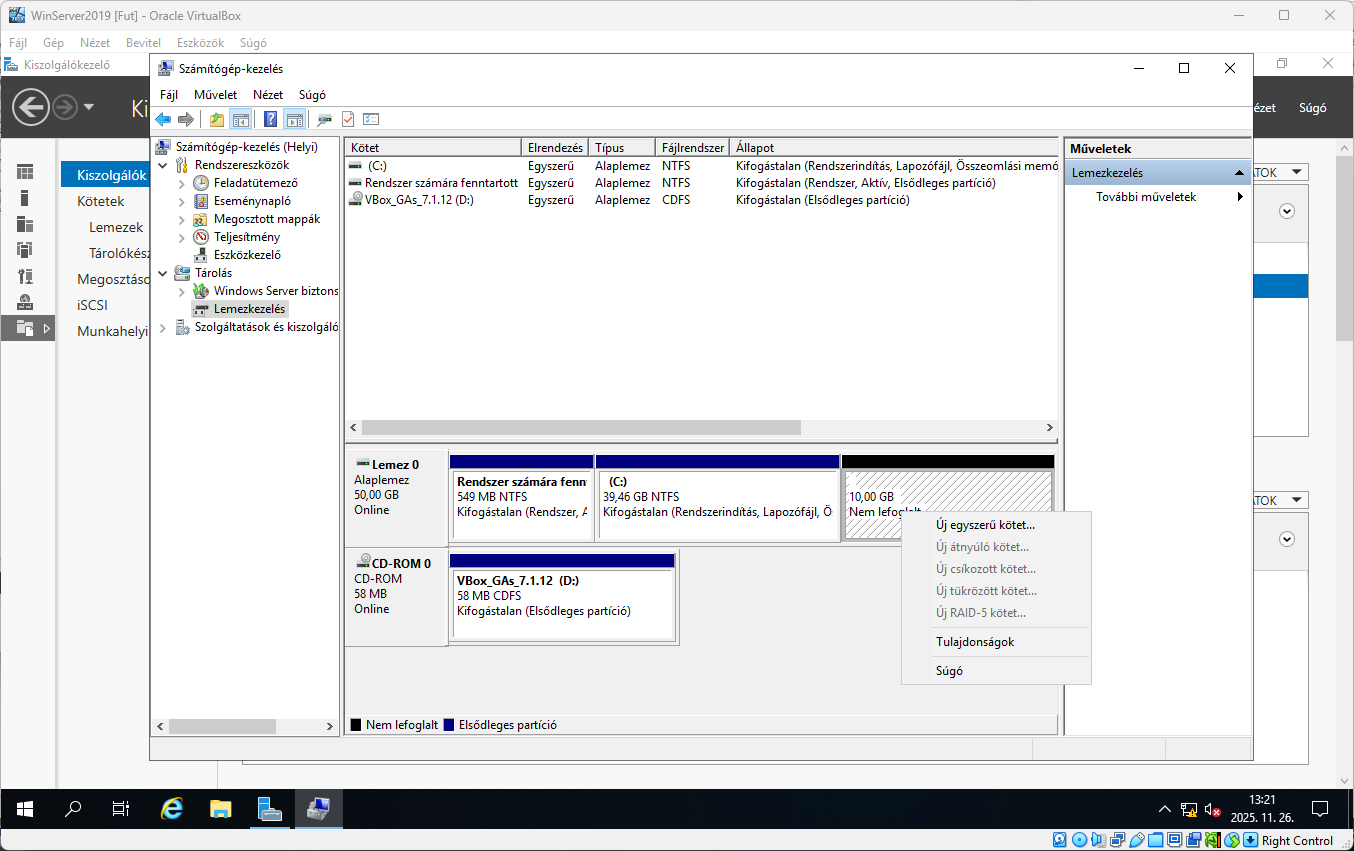 WinServer2019 [Fut] - Oracle VirtualBox
Fájl Gép Nézet Bevitel Eszközök Súgó
Kiszolgálókezelő
Számítógép-kezelés
Fájl Művelet Nézet Súgó
Súgó
Kiszolgálók
Kötetek
Lemezek
iSCSI
Számítógép-kezelés (Helyi)
Rendszereszközök
Feladatütemező
Eseménynapló
Megosztott mappák
Teljesítmény
Eszközkezelő
Tárolás
Windows Server biztons
Lemezkezelés
Szolgáltatások és kiszolgáló
Kötet Elrendezés Típus Fájlrendszer Állapot
(C:) Egyszerű Alaplemez NTFS Kifogástalan (Rendszerindítás, Lapozófájl, Összeomlási memó
Rendszer számára fenntartott Egyszerű Alaplemez NTFS Kifogástalan (Rendszer, Aktív, Elsődleges partíció)
VBox_GAs_7.1.12 (D:) Egyszerű Alaplemez CDFS Kifogástalan (Elsődleges partíció)
Műveletek
Lemezkezelés
További műveletek
Lemez 0
Alaplemez
50,00 GB
Online
Rendszer számára fenn
549 MB NTFS
Kifogástalan (Rendszer, A
(C:)
39,46 GB NTFS
Kifogástalan (Rendszerindítás, Lapozófájl, Ö
10,00 GB
Nem lefoglalt
CD-ROM 0
CD-ROM
58 MB
Online
VBox_GAs_7.1.12 (D:)
58 MB CDFS
Kifogástalan (Elsődleges partíció)
Új egyszerű kötet...
Új átnyúló kötet...
Új csíkozott kötet...
Új tükrözött kötet...
Új RAID-5 kötet...
Tulajdonságok
Súgó
Nem lefoglalt Elsődleges partíció
13:21
2025. 11. 26.
Right Control